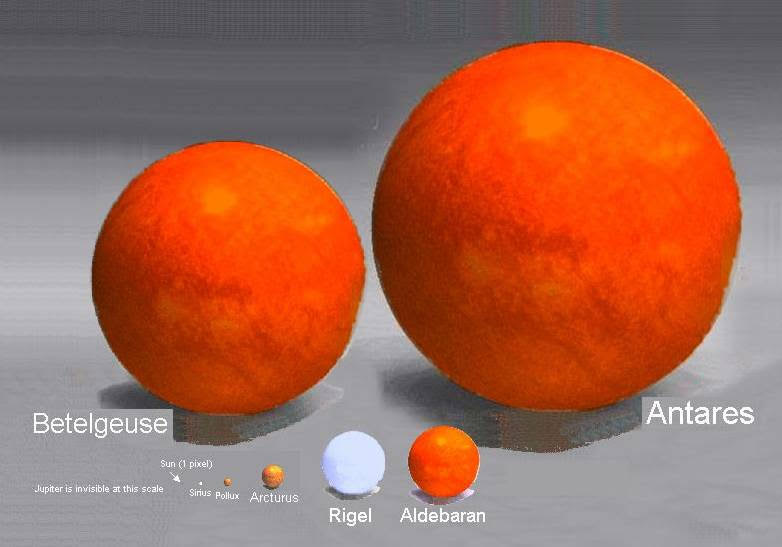 Betelgeuse
Antares
Sun (1 pixel)
Jupiter is invisible at this scale
Sirius
Pollux
Arcturus
Rigel
Aldebaran